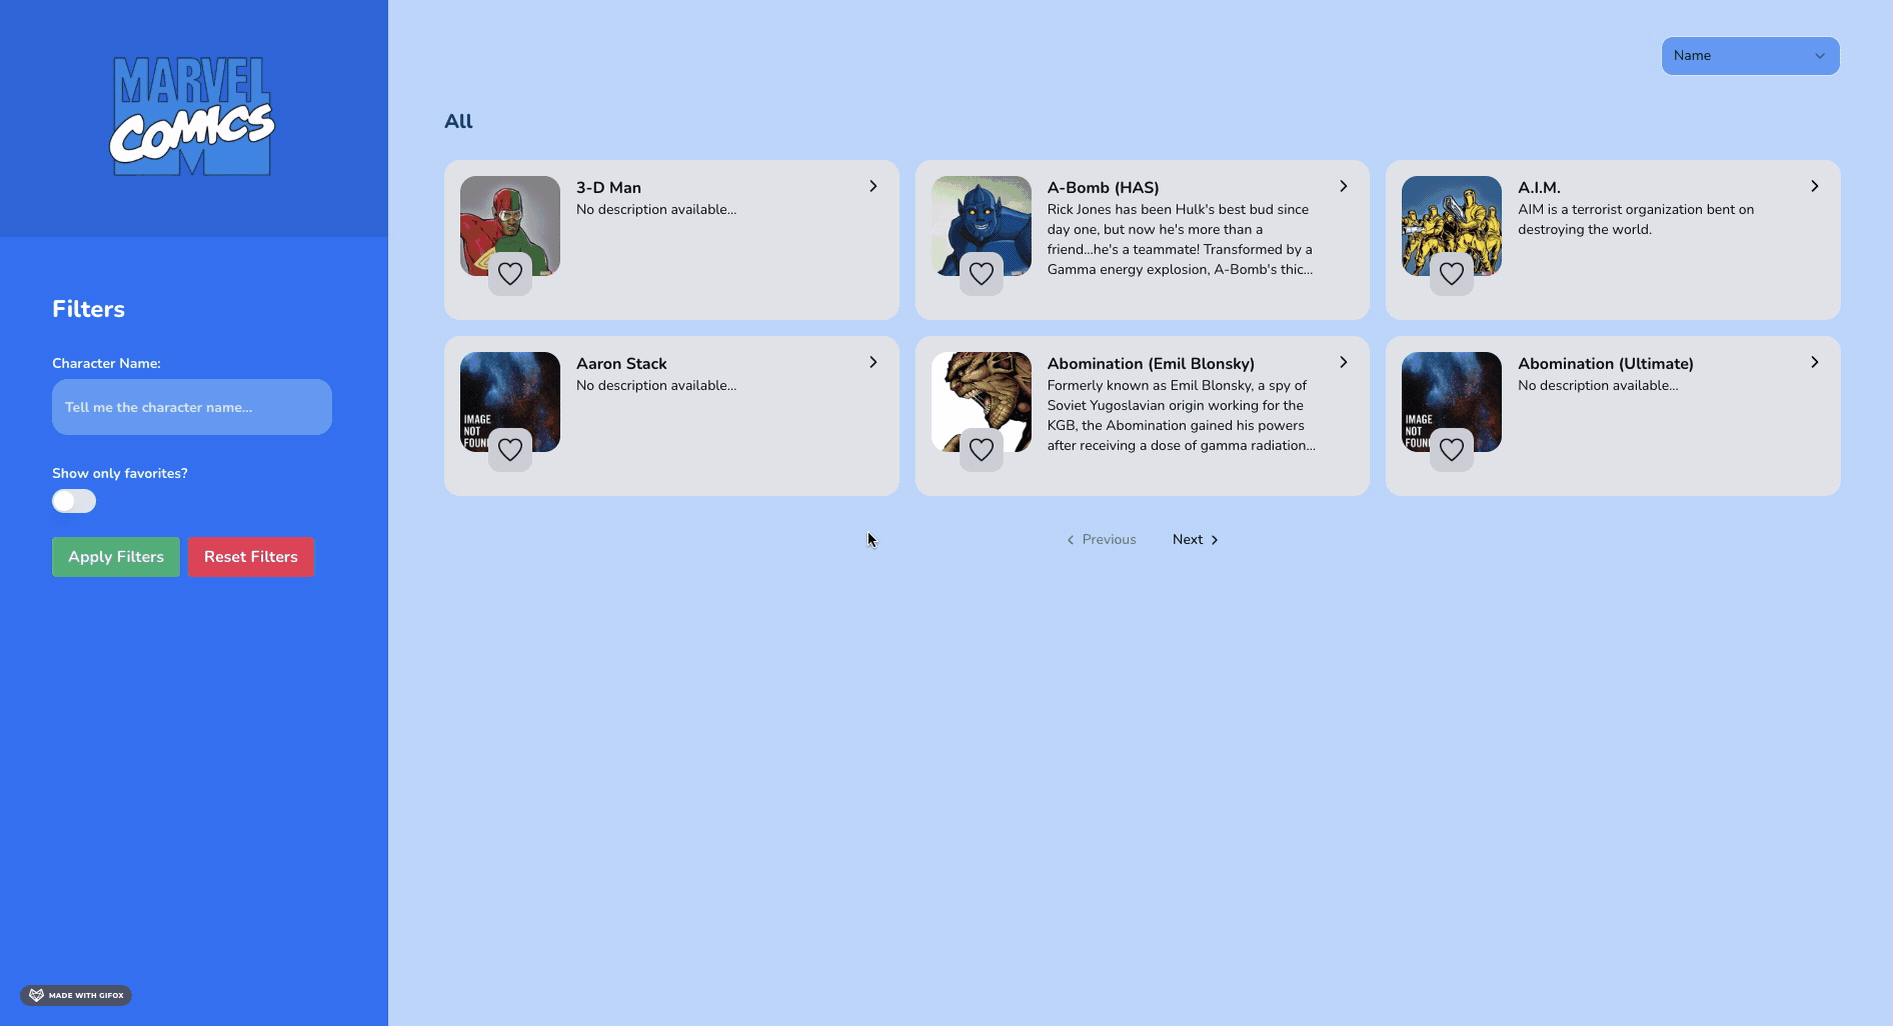 MARVEL
COMICS
Filters
Character Name:
Tell me the character name...
Show only favorites?
Apply Filters
Reset Filters
MADE WITH GIFOX
Name
All
3-D Man
No description available...
A-Bomb (HAS)
Rick Jones has been Hulk's best bud since
day one, but now he's more than a
friend...he's a teammate! Transformed by a
Gamma energy explosion, A-Bomb's thic...
A.I.M.
AIM is a terrorist organization bent on
destroying the world.
IMAGE
NOT
Aaron Stack
No description available...
Abomination (Emil Blonsky)
Formerly known as Emil Blonsky, a spy of
Soviet Yugoslavian origin working for the
KGB, the Abomination gained his powers
after receiving a dose of gamma radiation...
IMAGE
NOT
Abomination (Ultimate)
No description available...
Previous
Next